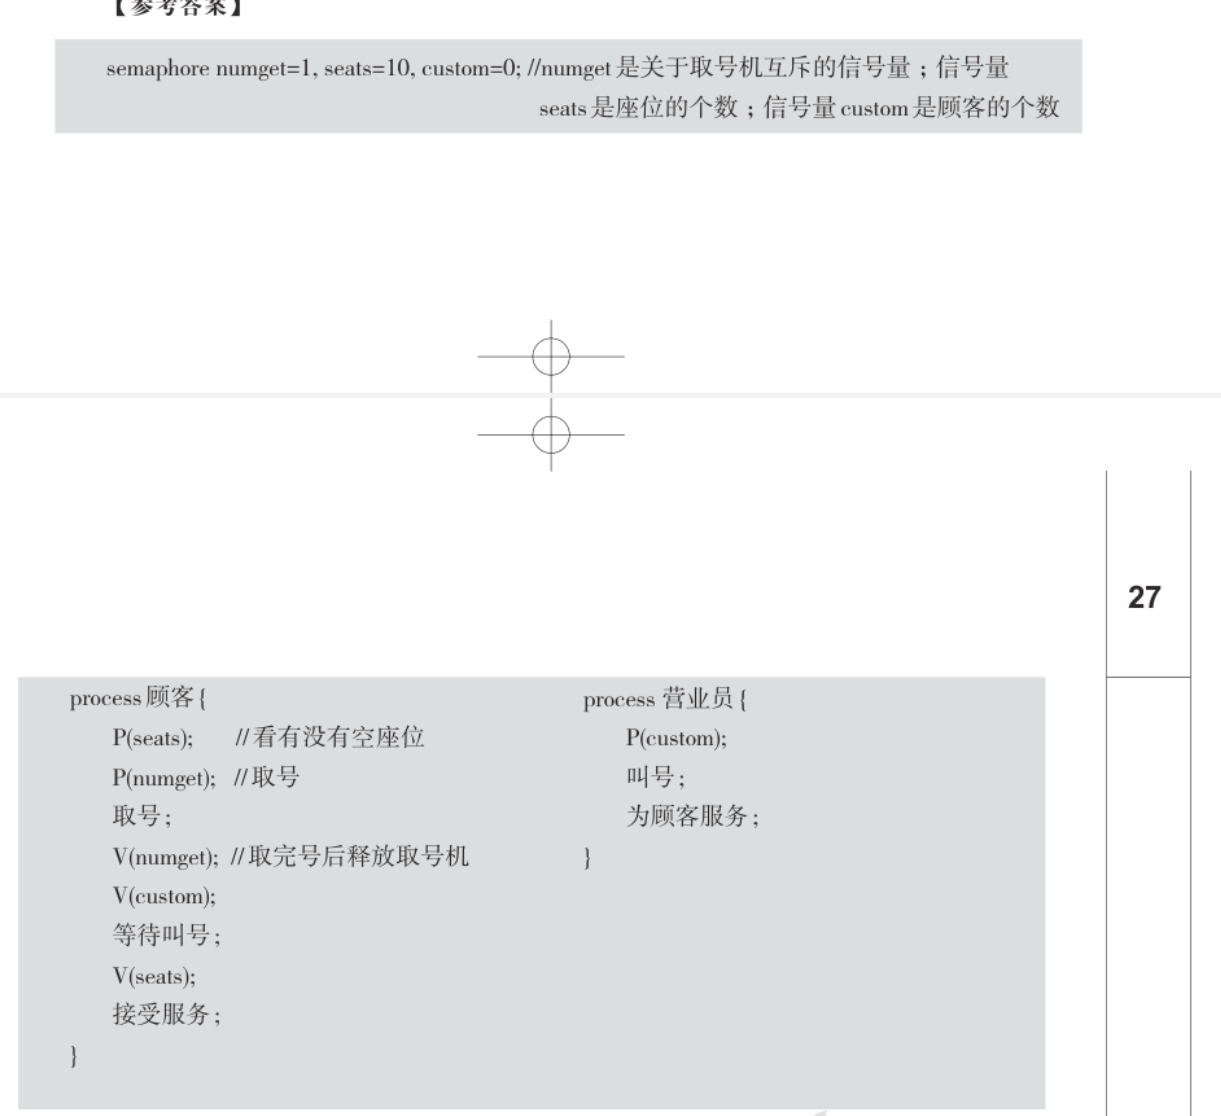 【参考答案】
semaphore numget=1, seats=10, custom=0; //numget 是关于取号机互斥的信号量；信号量
seats 是座位的个数；信号量 custom 是顾客的个数
27
process 顾客 {
P(seats); //看有没有空座位
P(numget); //取号
取号；
V(numget); //取完号后释放取号机
V(custom);
等待叫号；
V(seats);
接受服务；
}
process 营业员 {
P(custom);
叫号；
为顾客服务；
}